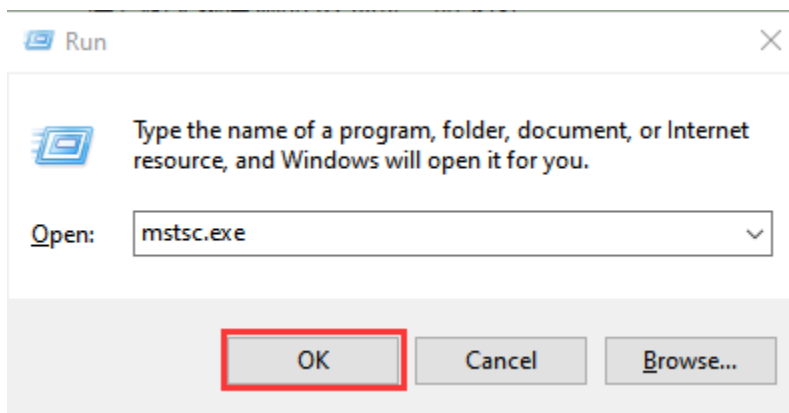 Run
Type the name of a program, folder, document, or Internet
resource, and Windows will open it for you.
Open:
mstsc.exe
OK
Cancel
Browse...